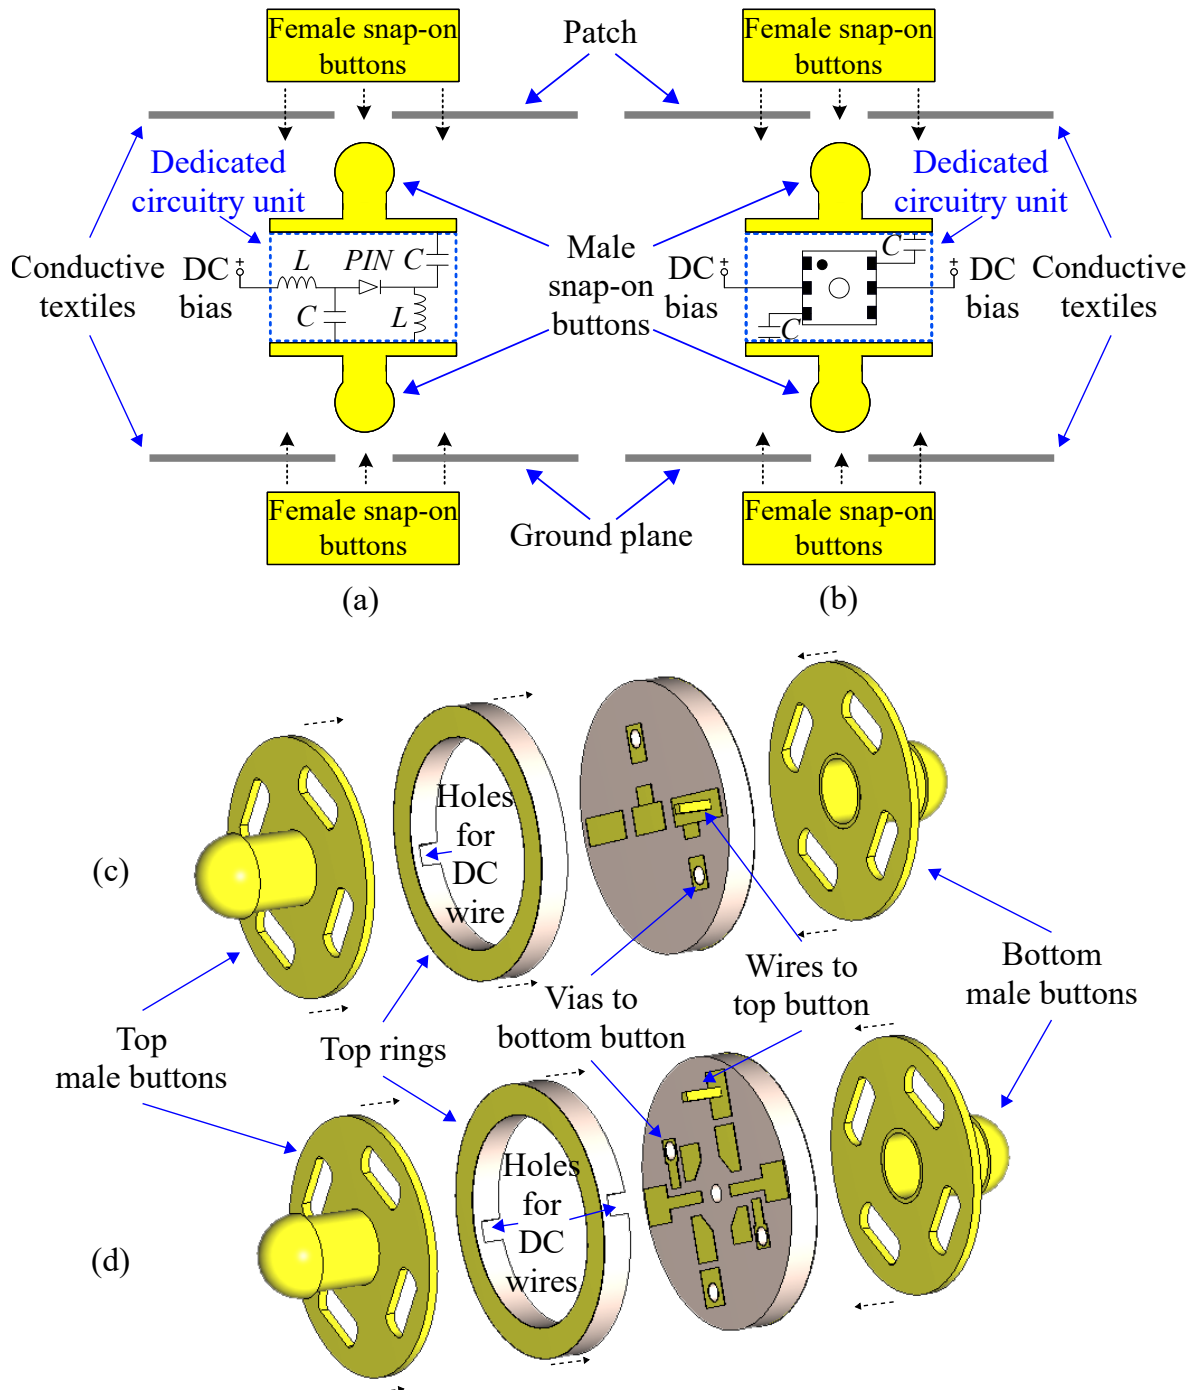 Female snap-on
buttons
Patch
Female snap-on
buttons
Dedicated
circuitry unit
Dedicated
circuitry unit
Conductive
textiles
DC
bias
+
L
PIN
C
C
L
Male
snap-on
buttons
DC
bias
+
C
C
+
DC
bias
Conductive
textiles
Female snap-on
buttons
Ground plane
Female snap-on
buttons
(a)
(b)
(c)
Holes
for
DC
wire
Top
male buttons
Top rings
Vias to
bottom button
Wires to
top button
Bottom
male buttons
(d)
Holes
for
DC
wires